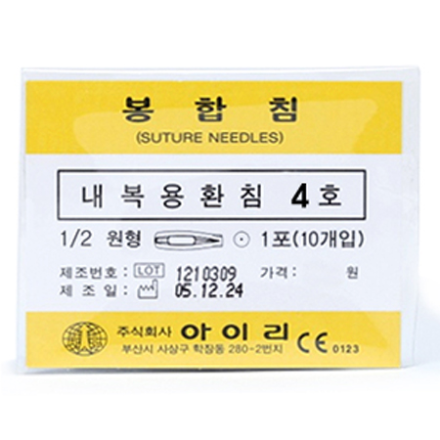 봉 합 침
(SUTURE NEEDLES)
내 복 용 환 침 4 호
1/2 원형 1포(10개입)
제조번호 : LOT 1210309 가격 : 원
제 조 일 : 05.12.24
주식회사 아 이 리
부산시 사상구 학장동 280-2번지 CE 0123